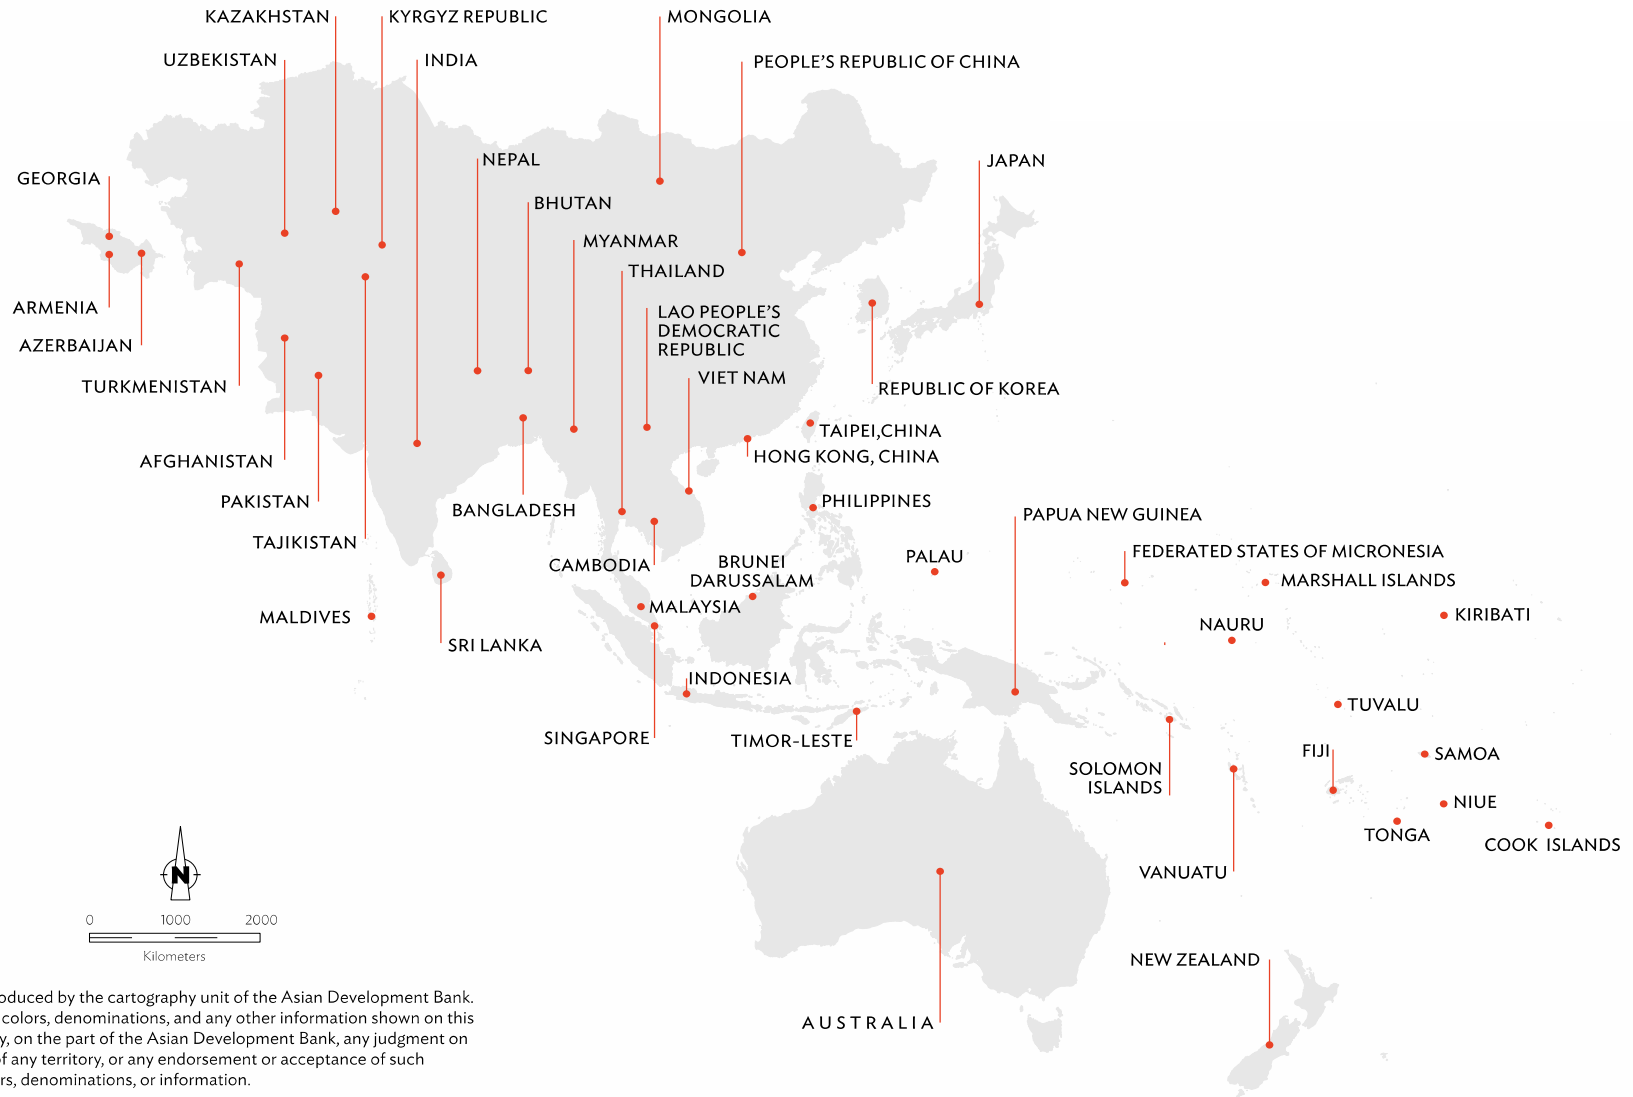 KAZAKHSTAN
KYRGYZ REPUBLIC
MONGOLIA
UZBEKISTAN
INDIA
PEOPLE'S REPUBLIC OF CHINA
NEPAL
JAPAN
GEORGIA
BHUTAN
MYANMAR
THAILAND
ARMENIA
LAO PEOPLE'S
DEMOCRATIC
REPUBLIC
AZERBAIJAN
VIET NAM
TURKMENISTAN
REPUBLIC OF KOREA
TAIPEI,CHINA
HONG KONG, CHINA
AFGHANISTAN
PAKISTAN
BANGLADESH
PHILIPPINES
PAPUA NEW GUINEA
TAJIKISTAN
FEDERATED STATES OF MICRONESIA
CAMBODIA
BRUNEI
DARUSSALAM
PALAU
MARSHALL ISLANDS
MALAYSIA
MALDIVES
KIRIBATI
NAURU
SRI LANKA
INDONESIA
TUVALU
SINGAPORE
TIMOR-LESTE
FIJI
SAMOA
SOLOMON
ISLANDS
NIUE
TONGA
COOK ISLANDS
VANUATU
N
0 1000 2000
Kilometers
NEW ZEALAND
AUSTRALIA
oduced by the cartography unit of the Asian Development Bank.
colors, denominations, and any other information shown on this
y, on the part of the Asian Development Bank, any judgment on
of any territory, or any endorsement or acceptance of such
rs, denominations, or information.